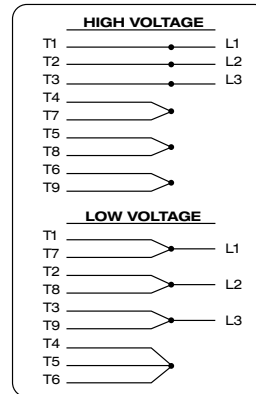 HIGH VOLTAGE
T1 L1
T2 L2
T3 L3
T4
T7
T5
T8
T6
T9
LOW VOLTAGE
T1
T7 L1
T2
T8 L2
T3
T9 L3
T4
T5
T6